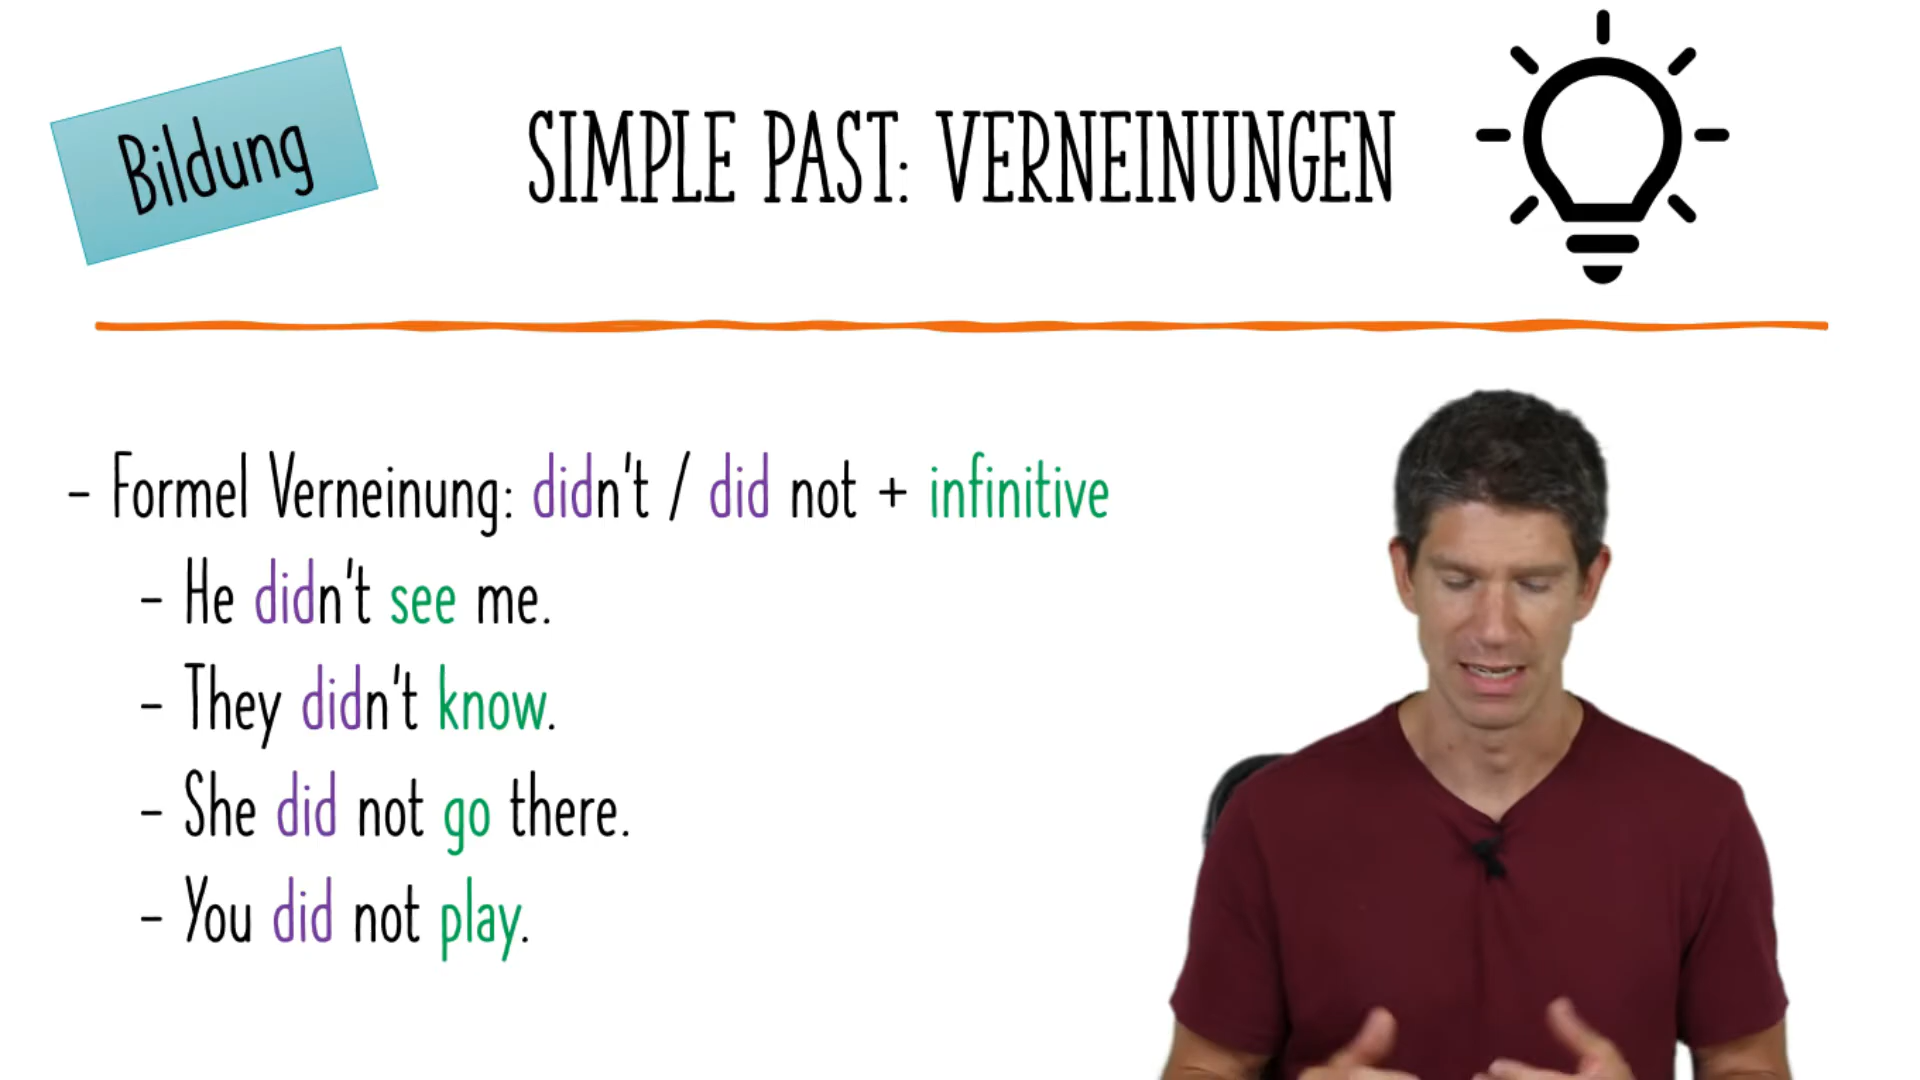 Bildung
SIMPLE PAST: VERNEINUNGEN
- Formel Verneinung: didn't / did not + infinitive
- He didn't see me.
- They didn't know.
- She did not go there.
- You did not play.